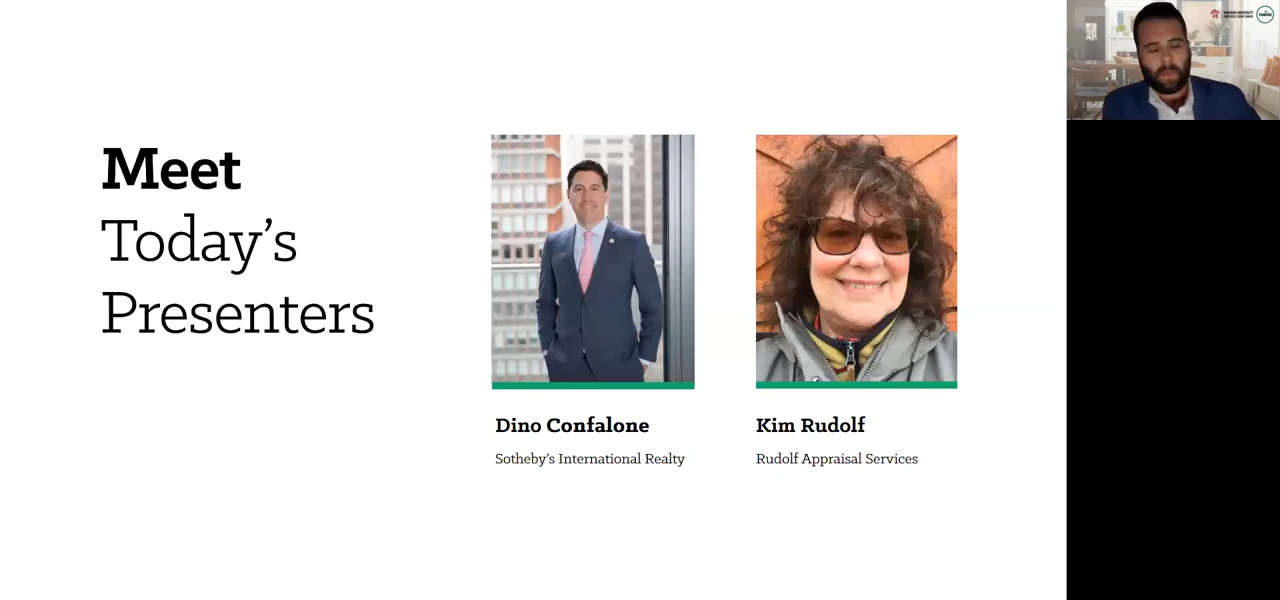 Meet
Today's
Presenters
Dino Confalone
Sotheby's International Realty
Kim Rudolf
Rudolf Appraisal Services